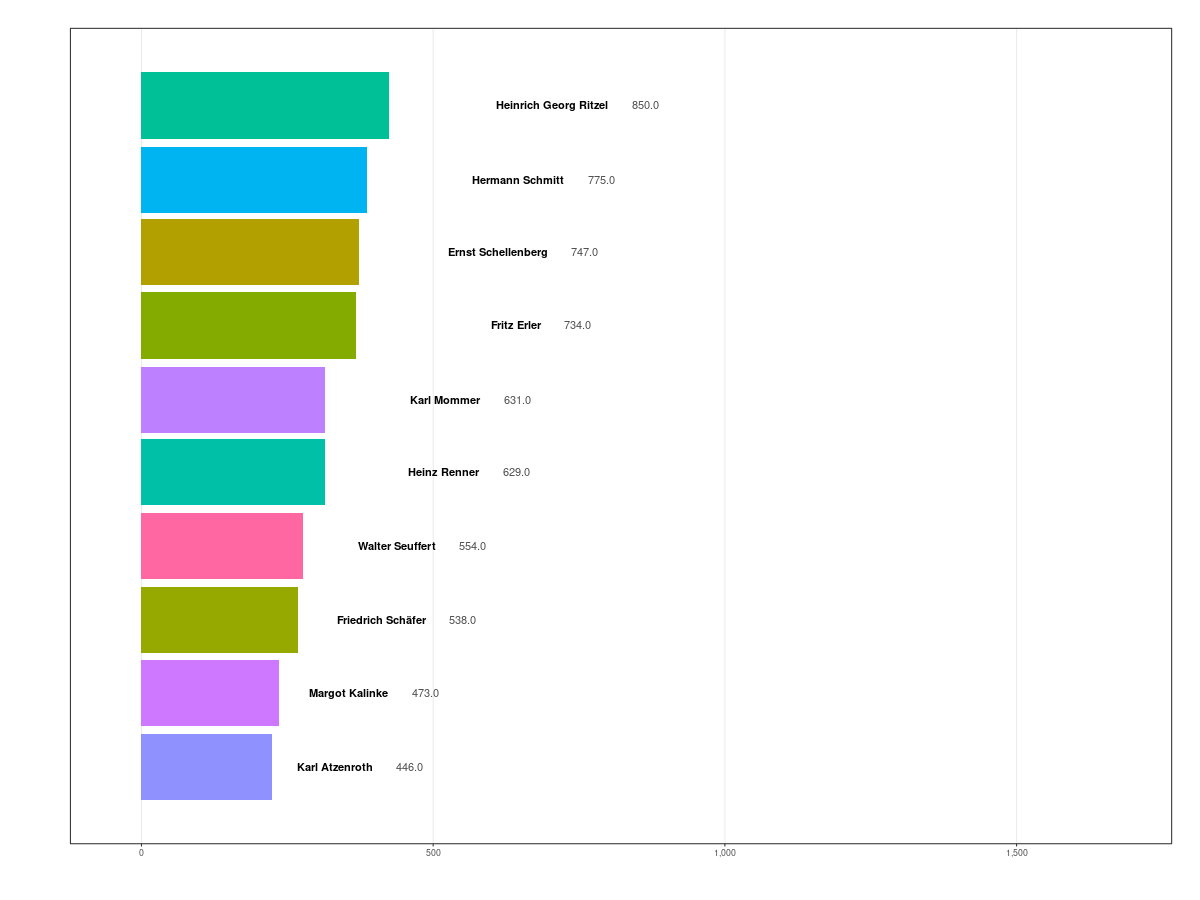 Heinrich Georg Ritzel 850.0
Hermann Schmitt 775.0
Ernst Schellenberg 747.0
Fritz Erler 734.0
Karl Mommer 631.0
Heinz Renner 629.0
Walter Seuffert 554.0
Friedrich Schäfer 538.0
Margot Kalinke 473.0
Karl Atzenroth 446.0
0 500 1,000 1,500